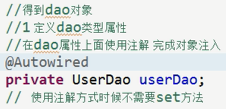 //得到dao对象
//1 定义dao类型属性
//在dao属性上面使用注解 完成对象注入
@Autowired
private UserDao userDao;
// 使用注解方式时候不需要set方法